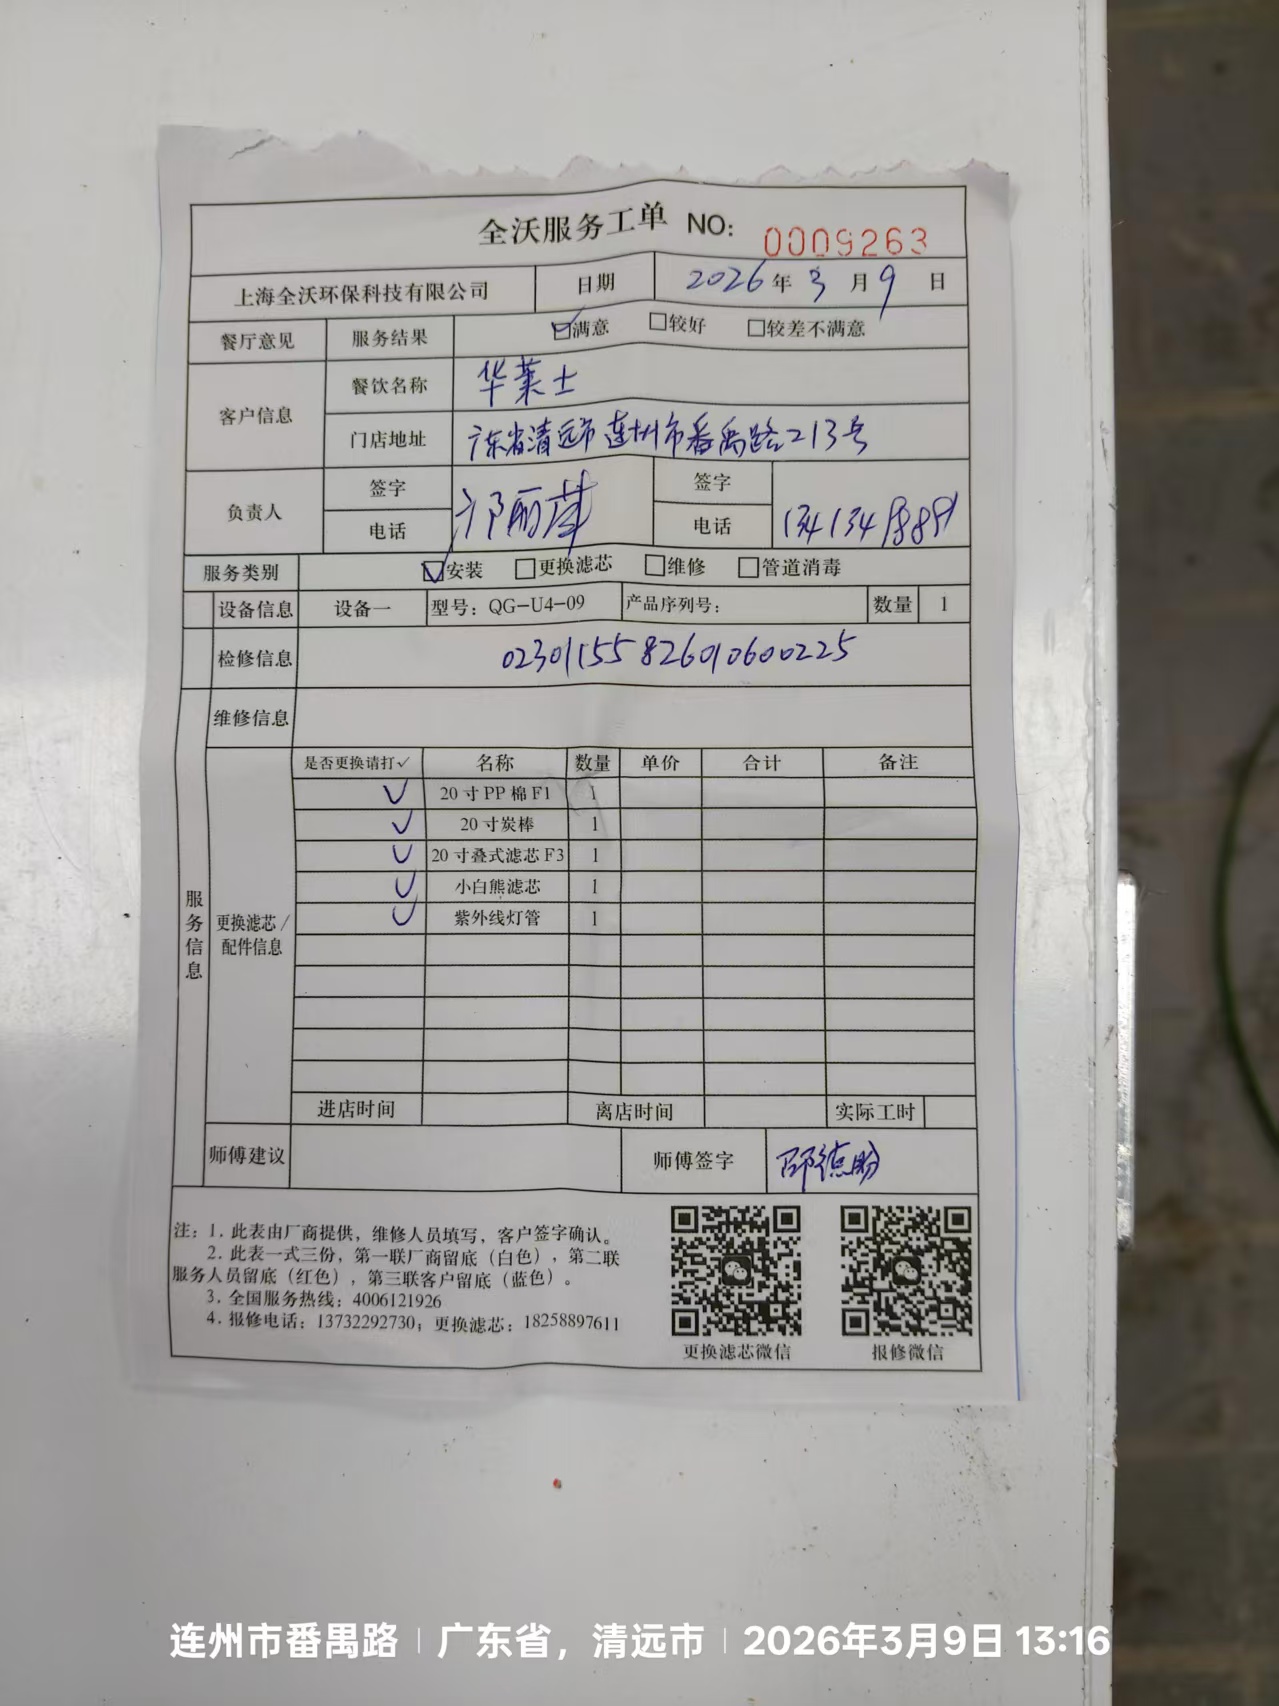 全沃服务工单 NO: 0009263
上海全沃环保科技有限公司 日期 2026年3月9日
餐厅意见 服务结果 ☑满意 □较好 □较差不满意
客户信息 餐饮名称 华莱士
门店地址 广东省清远市连州市番禺路213号
负责人 签字 签字
电话 电话
服务类别 ☑安装 □更换滤芯 □维修 □管道消毒
设备信息 设备一 型号：QG-U4-09 产品序列号： 数量 1
检修信息 02301155826010600225
维修信息
服务信息
更换滤芯/配件信息
是否更换请打✓ 名称 数量 单价 合计 备注
✓ 20寸PP棉F1 1
✓ 20寸炭棒 1
✓ 20寸叠式滤芯F3 1
✓ 小白熊滤芯 1
✓ 紫外线灯管 1
进店时间 离店时间 实际工时
师傅建议 师傅签字
注：1. 此表由厂商提供，维修人员填写，客户签字确认。
2. 此表一式三份，第一联厂商留底（白色），第二联
服务人员留底（红色），第三联客户留底（蓝色）。
3. 全国服务热线：4006121926
4. 报修电话：13732292730；更换滤芯：18258897611
更换滤芯微信 报修微信
连州市番禺路 | 广东省，清远市 | 2026年3月9日 13:16